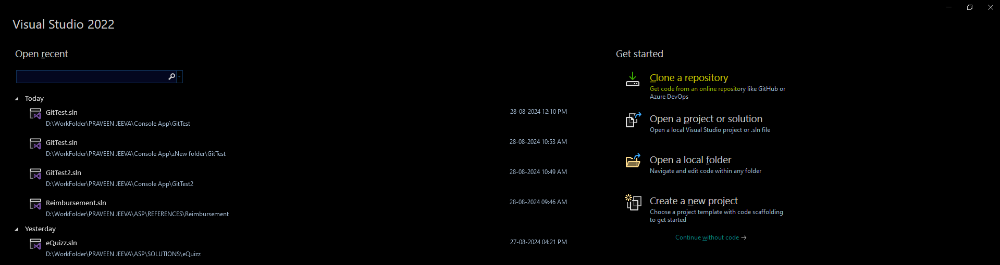 Visual Studio 2022
Open recent
Today
GitTest.sln
28-08-2024 12:10 PM
D:\WorkFolder\PRAVEEN JEEVA\Console App\GitTest
GitTest.sln
28-08-2024 10:53 AM
D:\WorkFolder\PRAVEEN JEEVA\Console App\zNew folder\GitTest
GitTest2.sln
28-08-2024 10:49 AM
D:\WorkFolder\PRAVEEN JEEVA\Console App\GitTest2
Reimbursement.sln
28-08-2024 09:46 AM
D:\WorkFolder\PRAVEEN JEEVA\ASP\REFERENCES\Reimbursement
Yesterday
eQuizz.sln
27-08-2024 04:21 PM
D:\WorkFolder\PRAVEEN JEEVA\ASP\SOLUTIONS\eQuizz
Get started
Clone a repository
Get code from an online repository like GitHub or
Azure DevOps
Open a project or solution
Open a local Visual Studio project or .sln file
Open a local folder
Navigate and edit code within any folder
Create a new project
Choose a project template with code scaffolding
to get started
Continue without code →